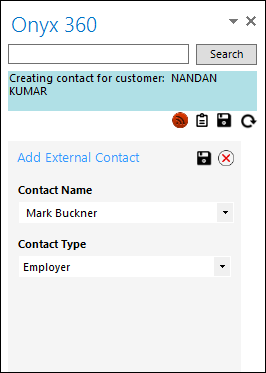 Onyx 360
Search
Creating contact for customer:  NANDAN
KUMAR
Add External Contact
Contact Name
Mark Buckner
Contact Type
Employer